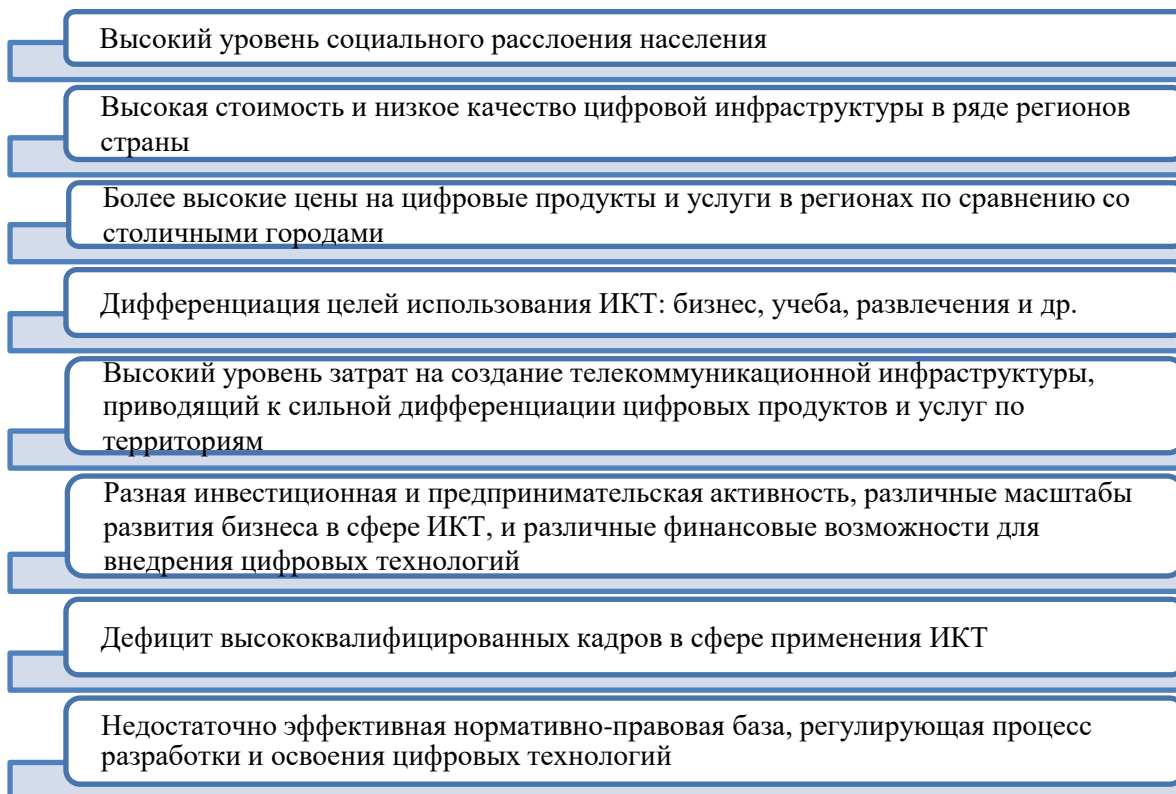 Высокий уровень социального расслоения населения
Высокая стоимость и низкое качество цифровой инфраструктуры в ряде регионов
страны
Более высокие цены на цифровые продукты и услуги в регионах по сравнению со
столичными городами
Дифференциация целей использования ИКТ: бизнес, учеба, развлечения и др.
Высокий уровень затрат на создание телекоммуникационной инфраструктуры,
приводящий к сильной дифференциации цифровых продуктов и услуг по
территориям
Разная инвестиционная и предпринимательская активность, различные масштабы
развития бизнеса в сфере ИКТ, и различные финансовые возможности для
внедрения цифровых технологий
Дефицит высококвалифицированных кадров в сфере применения ИКТ
Недостаточно эффективная нормативно-правовая база, регулирующая процесс
разработки и освоения цифровых технологий